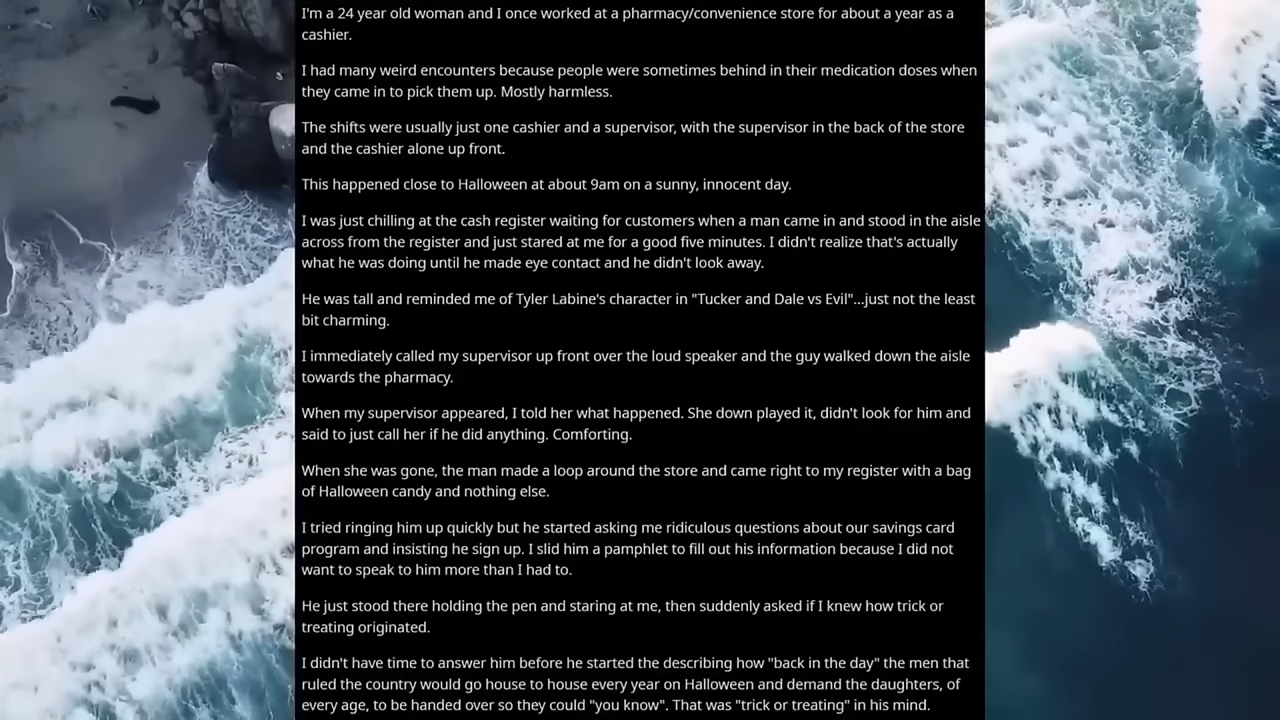 I'm a 24 year old woman and I once worked at a pharmacy/convenience store for about a year as a
cashier.
I had many weird encounters because people were sometimes behind in their medication doses when
they came in to pick them up. Mostly harmless.
The shifts were usually just one cashier and a supervisor, with the supervisor in the back of the store
and the cashier alone up front.
This happened close to Halloween at about 9am on a sunny, innocent day.
I was just chilling at the cash register waiting for customers when a man came in and stood in the aisle
across from the register and just stared at me for a good five minutes. I didn't realize that's actually
what he was doing until he made eye contact and he didn't look away.
He was tall and reminded me of Tyler Labine's character in "Tucker and Dale vs Evil"...just not the least
bit charming.
I immediately called my supervisor up front over the loud speaker and the guy walked down the aisle
towards the pharmacy.
When my supervisor appeared, I told her what happened. She down played it, didn't look for him and
said to just call her if he did anything. Comforting.
When she was gone, the man made a loop around the store and came right to my register with a bag
of Halloween candy and nothing else.
I tried ringing him up quickly but he started asking me ridiculous questions about our savings card
program and insisting he sign up. I slid him a pamphlet to fill out his information because I did not
want to speak to him more than I had to.
He just stood there holding the pen and staring at me, then suddenly asked if I knew how trick or
treating originated.
I didn't have time to answer him before he started the describing how "back in the day" the men that
ruled the country would go house to house every year on Halloween and demand the daughters, of
every age, to be handed over so they could "you know". That was "trick or treating" in his mind.